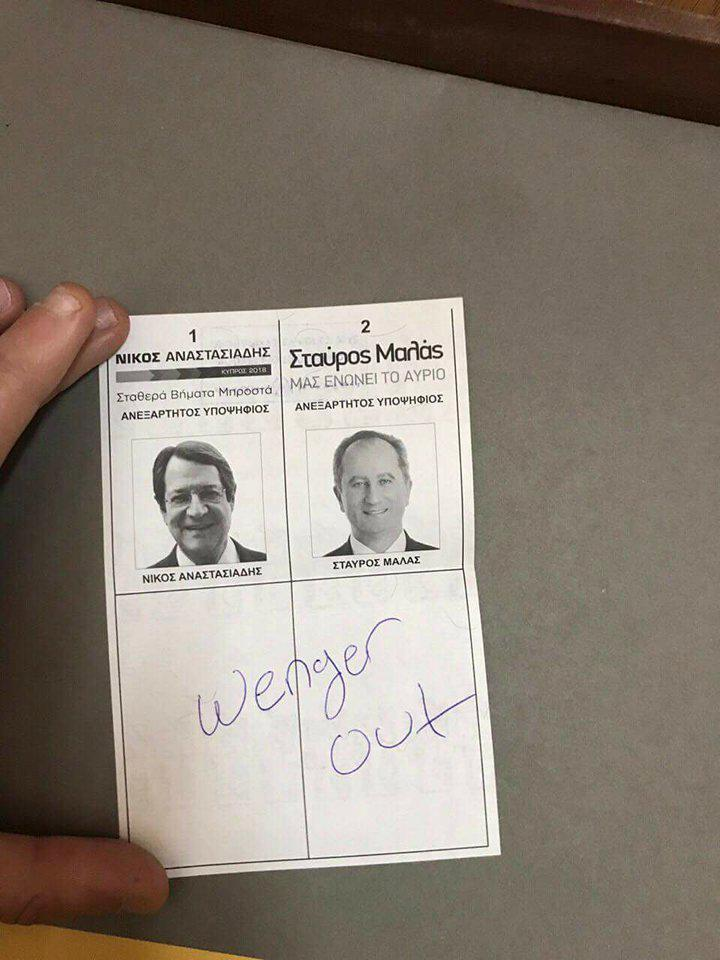 1
ΝΙΚΟΣ ΑΝΑΣΤΑΣΙΑΔΗΣ
ΚΥΠΡΟΣ 2018
Σταθερά Βήματα Μπροστά
ΑΝΕΞΑΡΤΗΤΟΣ ΥΠΟΨΗΦΙΟΣ
ΝΙΚΟΣ ΑΝΑΣΤΑΣΙΑΔΗΣ
2
Σταύρος Μαλάς
ΜΑΣ ΕΝΩΝΕΙ ΤΟ ΑΥΡΙΟ
ΑΝΕΞΑΡΤΗΤΟΣ ΥΠΟΨΗΦΙΟΣ
ΣΤΑΥΡΟΣ ΜΑΛΑΣ
wenger
out